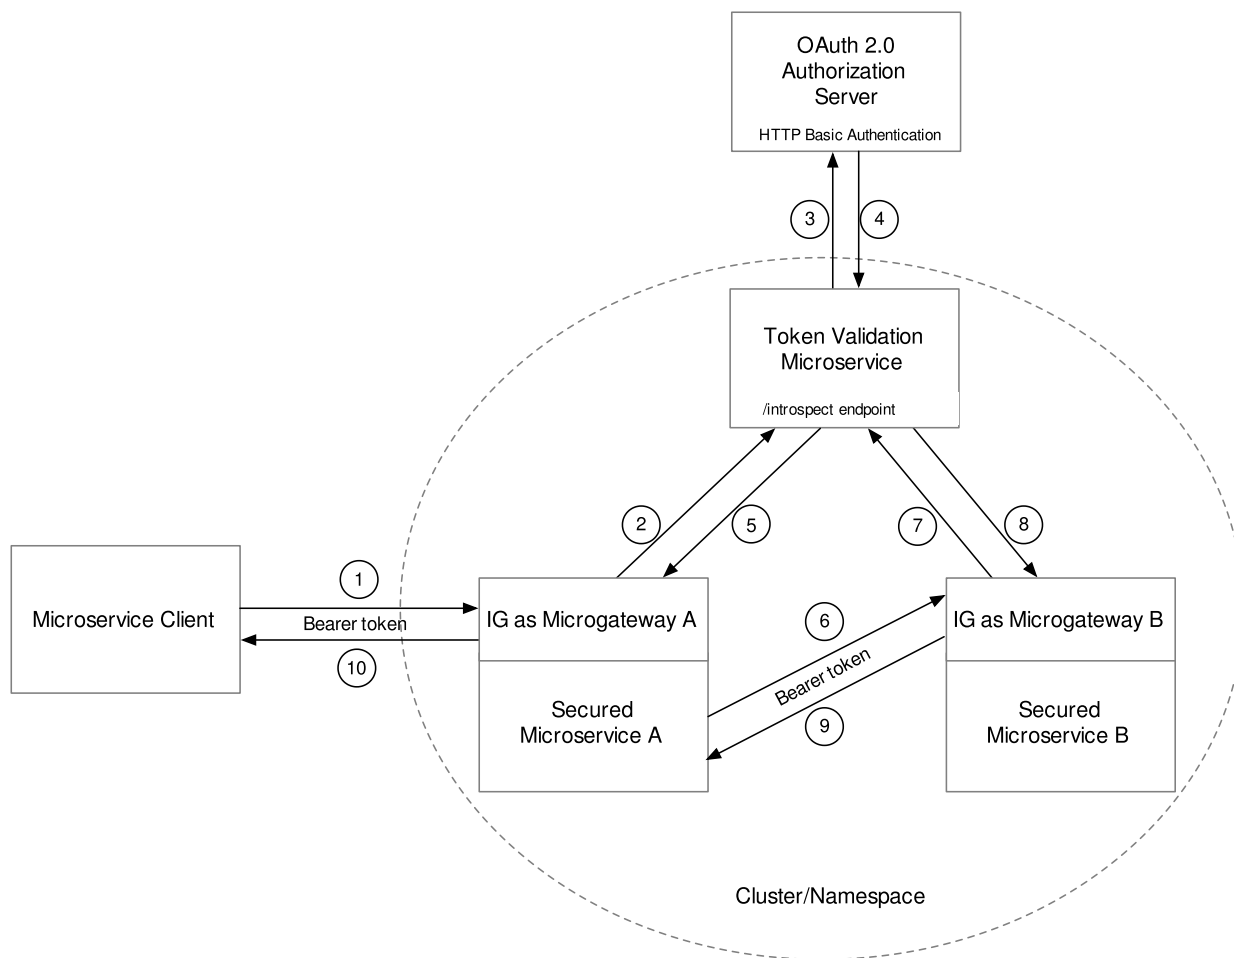 OAuth 2.0
Authorization
Server
HTTP Basic Authentication
3
4
Token Validation
Microservice
/introspect endpoint
2
5
7
8
1
Microservice Client
Bearer token
10
IG as Microgateway A
6
IG as Microgateway B
Bearer token
9
Secured
Microservice A
Secured
Microservice B
Cluster/Namespace